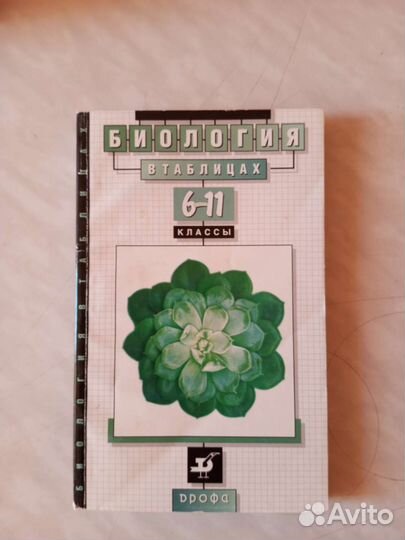 БИОЛОГИЯ В ТАБЛИЦАХ
БИОЛОГИЯ
В ТАБЛИЦАХ
6-11
КЛАССЫ
дрофа
Avito